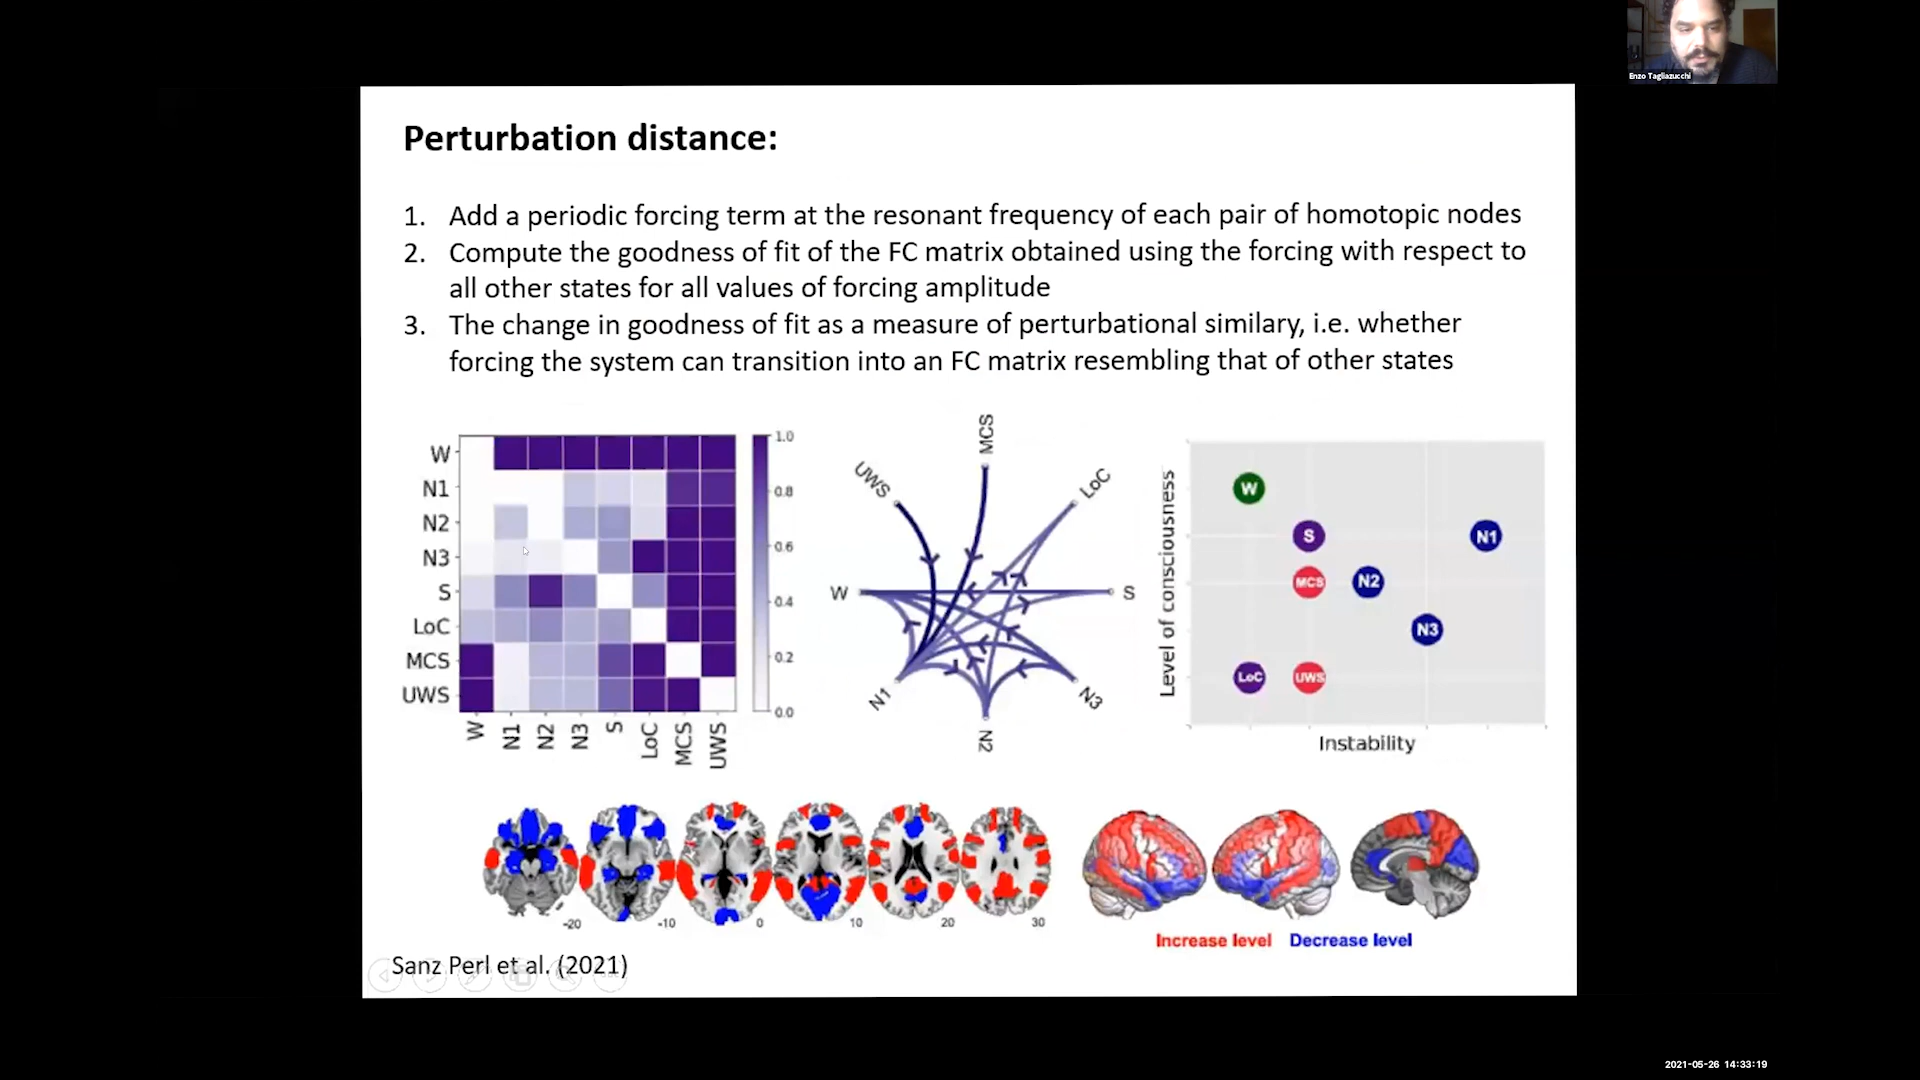 Enzo Tagliazucchi
Perturbation distance:
1. Add a periodic forcing term at the resonant frequency of each pair of homotopic nodes
2. Compute the goodness of fit of the FC matrix obtained using the forcing with respect to
all other states for all values of forcing amplitude
3. The change in goodness of fit as a measure of perturbational similary, i.e. whether
forcing the system can transition into an FC matrix resembling that of other states
W
N1
N2
N3
S
LoC
MCS
UWS
W N1 N2 N3 S LoC MCS UWS
1.0
0.8
0.6
0.4
0.2
0.0
MCS
UWS
LoC
W
S
N1
N3
N2
Level of consciousness
W
S
N1
MCS
N2
N3
LoC
UWS
Instability
-20 -10 0 10 20 30
Increase level Decrease level
Sanz Perl et al. (2021)
2021-05-26 14:33:19